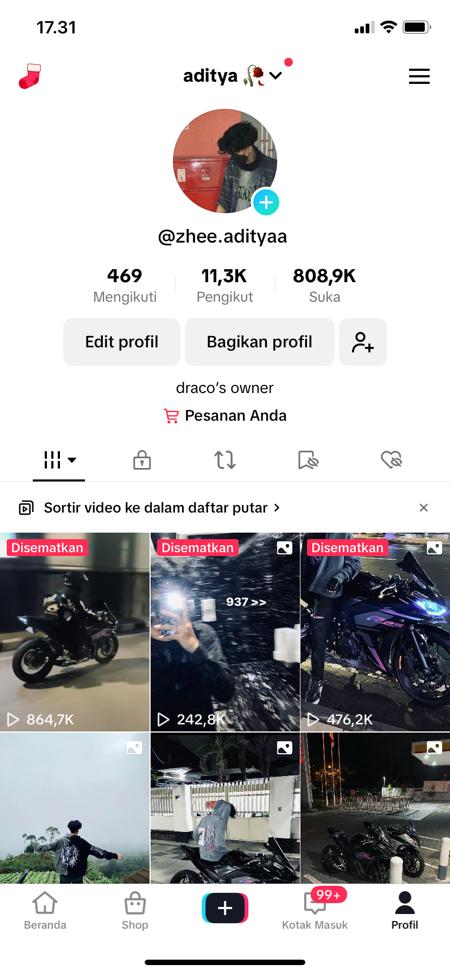 17.31
aditya 🥀
@zhee.adityaa
469 11,3K 808,9K
Mengikuti Pengikut Suka
Edit profil Bagikan profil
draco's owner
Pesanan Anda
Sortir video ke dalam daftar putar
Disematkan Disematkan Disematkan
937 >>
864,7K 242,8K 476,2K
99+
Beranda Shop Kotak Masuk Profil